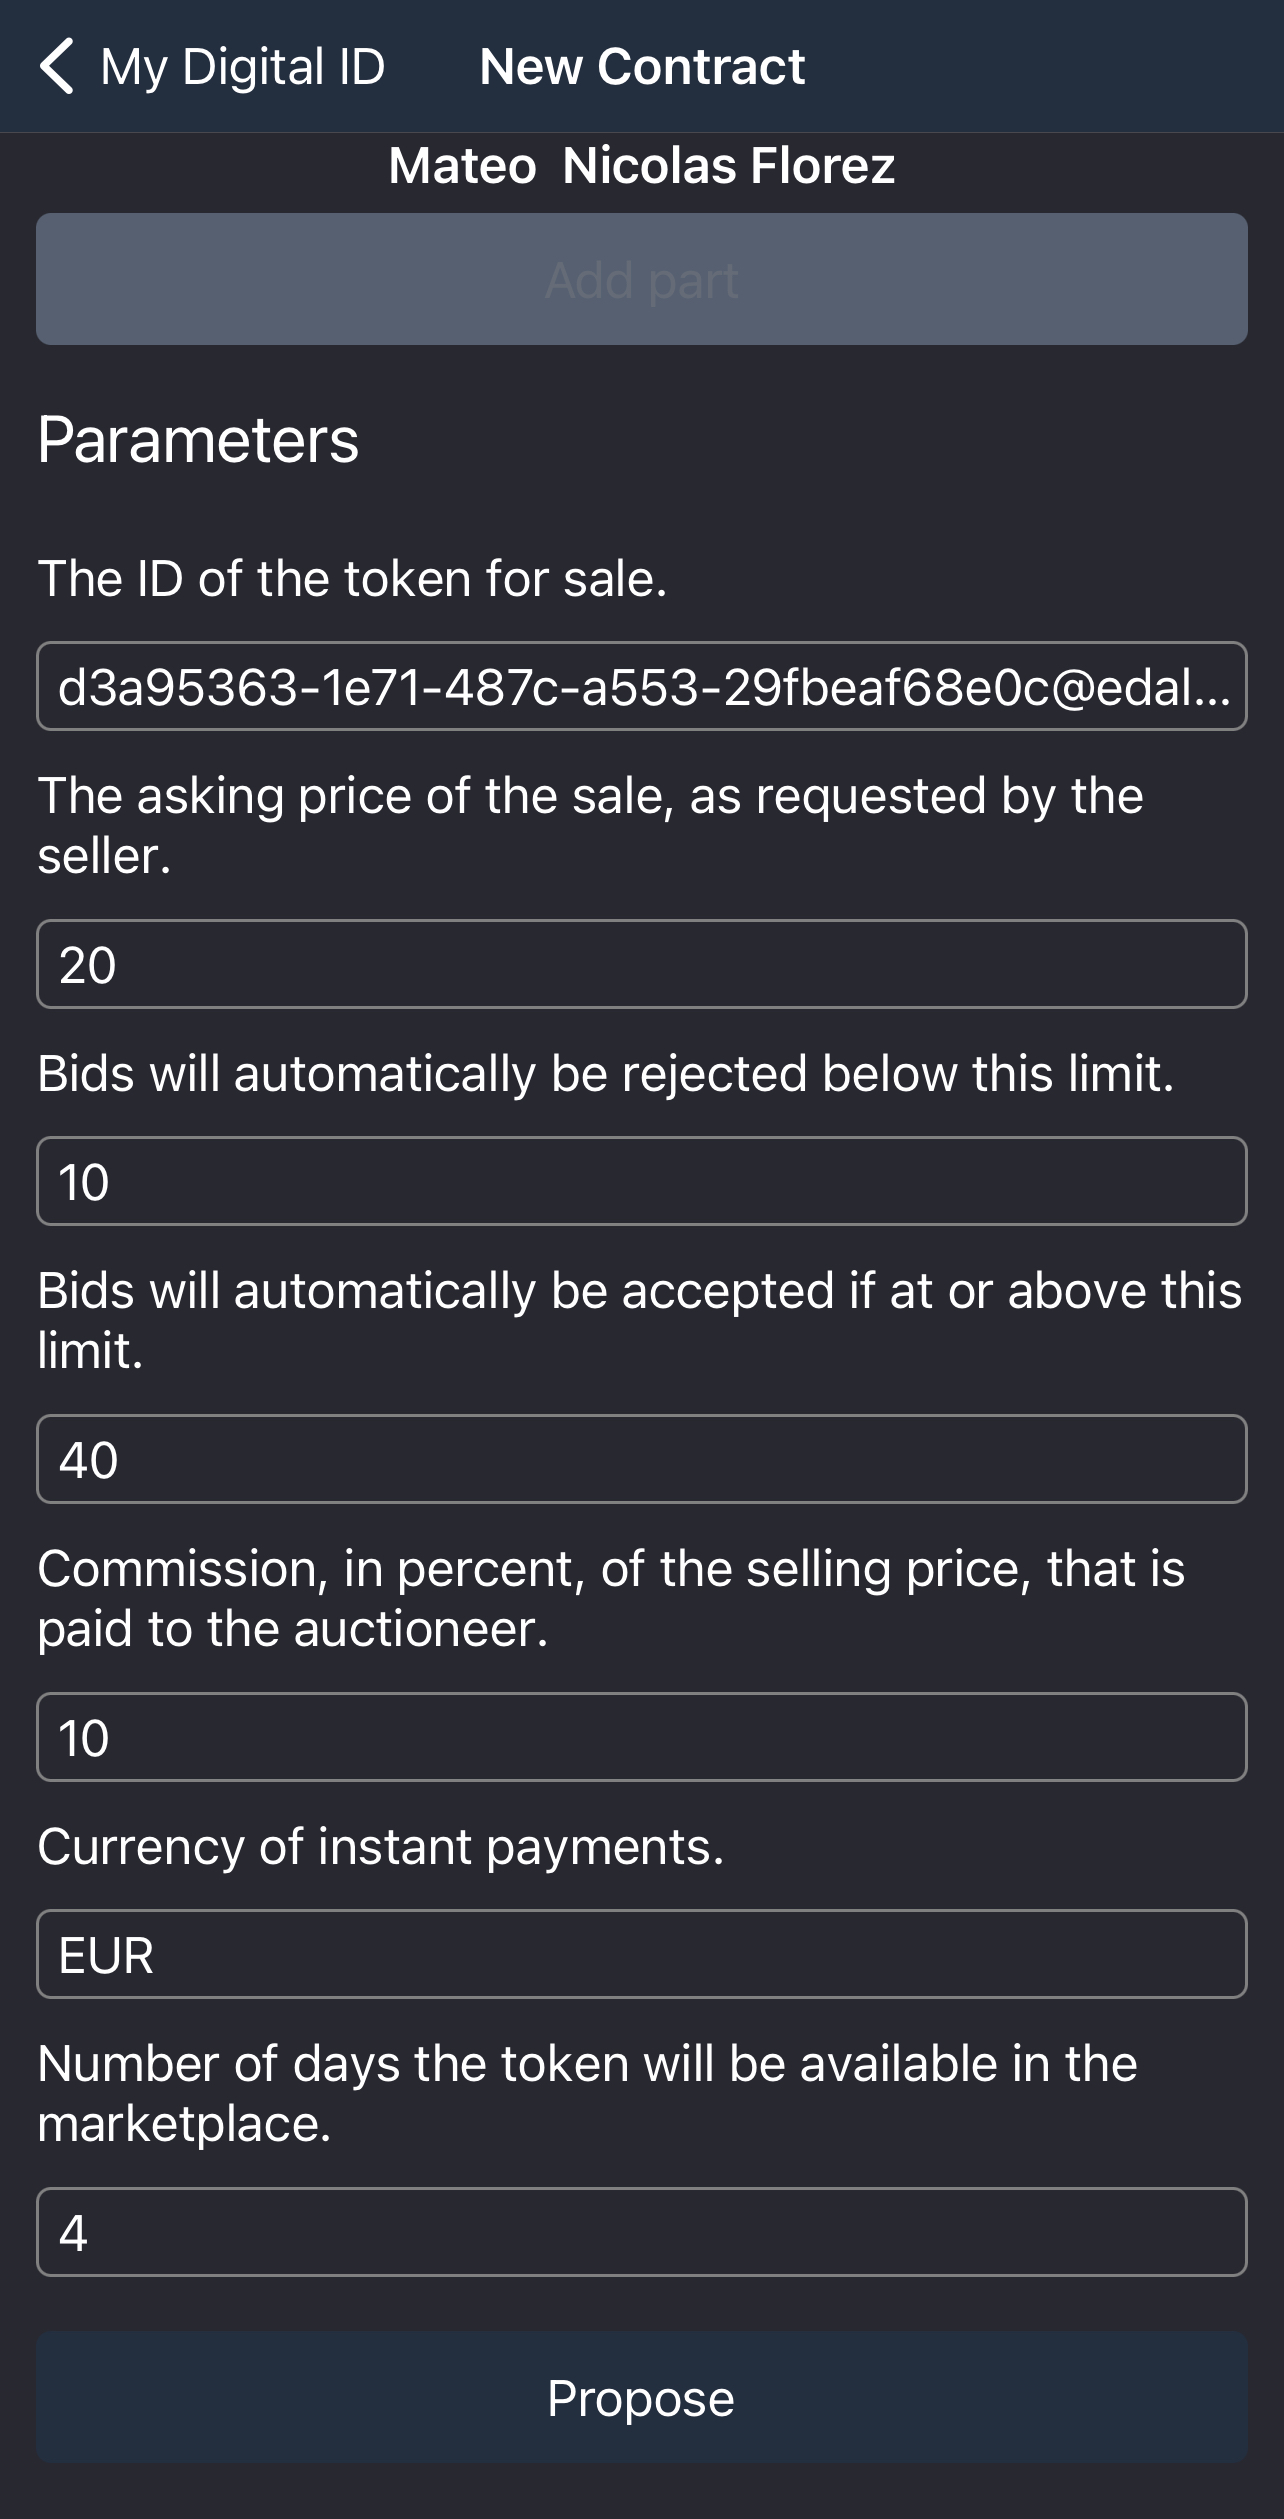 My Digital ID New Contract
Mateo  Nicolas Florez
Add part
Parameters
The ID of the token for sale.
d3a95363-1e71-487c-a553-29fbeaf68e0c@edal...
The asking price of the sale, as requested by the
seller.
20
Bids will automatically be rejected below this limit.
10
Bids will automatically be accepted if at or above this
limit.
40
Commission, in percent, of the selling price, that is
paid to the auctioneer.
10
Currency of instant payments.
EUR
Number of days the token will be available in the
marketplace.
4
Propose